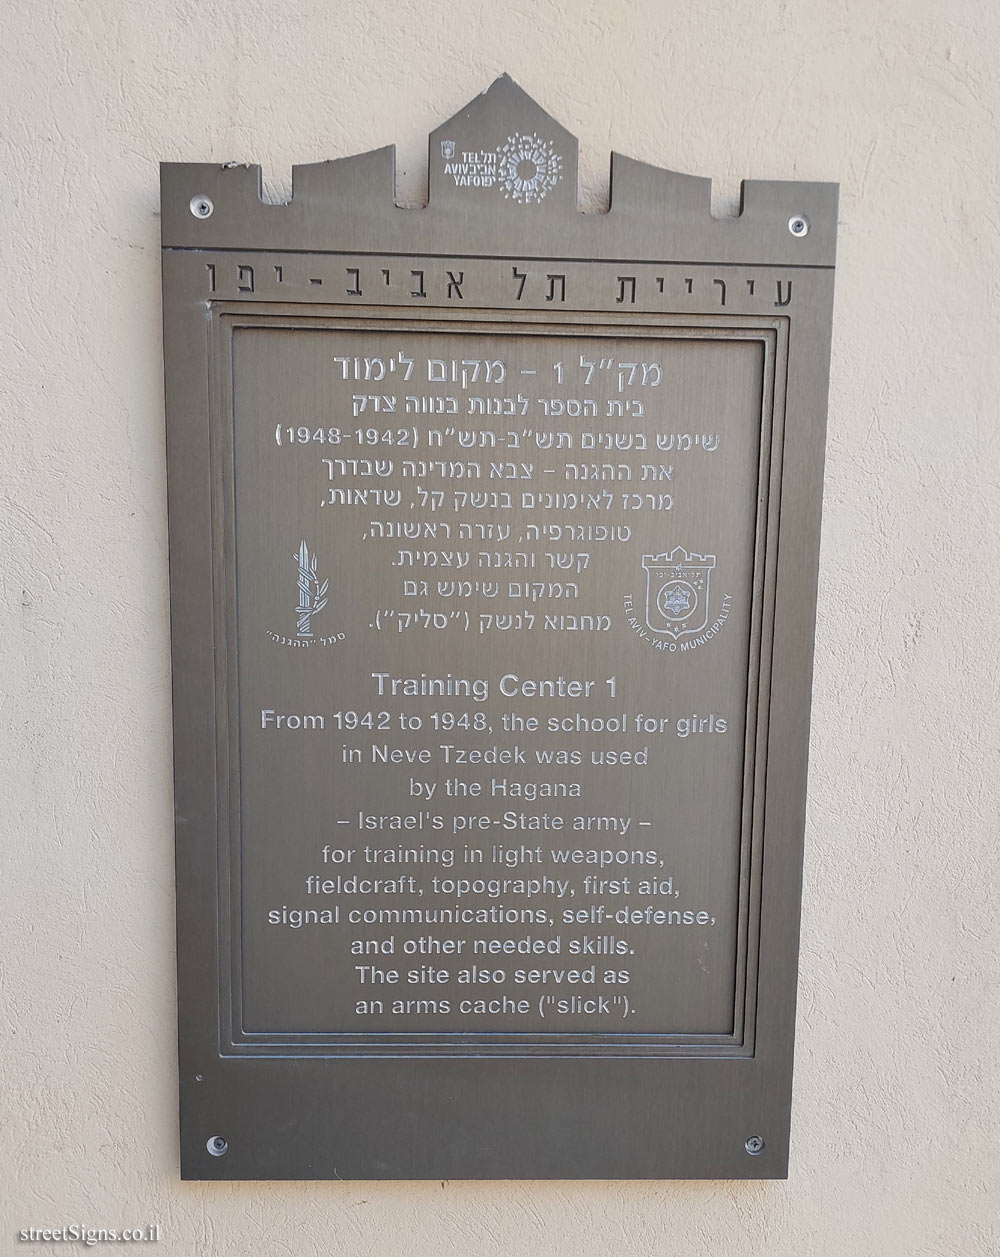 תל
TEL
אביב
AVIV
יפו
YAFO
עיריית תל אביב-יפו
מק״ל 1 – מקום לימוד
בית הספר לבנות בנווה צדק
שימש בשנים תש״ב-תש״ח (1948-1942)
את ההגנה – צבא המדינה שבדרך
מרכז לאימונים בנשק קל, שדאות,
טופוגרפיה, עזרה ראשונה,
קשר והגנה עצמית.
המקום שימש גם
מחבוא לנשק (״סליק״).
סמל ״ההגנה״
תל-אביב-יפו
TEL AVIV-YAFO MUNICIPALITY
Training Center 1
From 1942 to 1948, the school for girls
in Neve Tzedek was used
by the Hagana
– Israel's pre-State army –
for training in light weapons,
fieldcraft, topography, first aid,
signal communications, self-defense,
and other needed skills.
The site also served as
an arms cache ("slick").
streetSigns.co.il